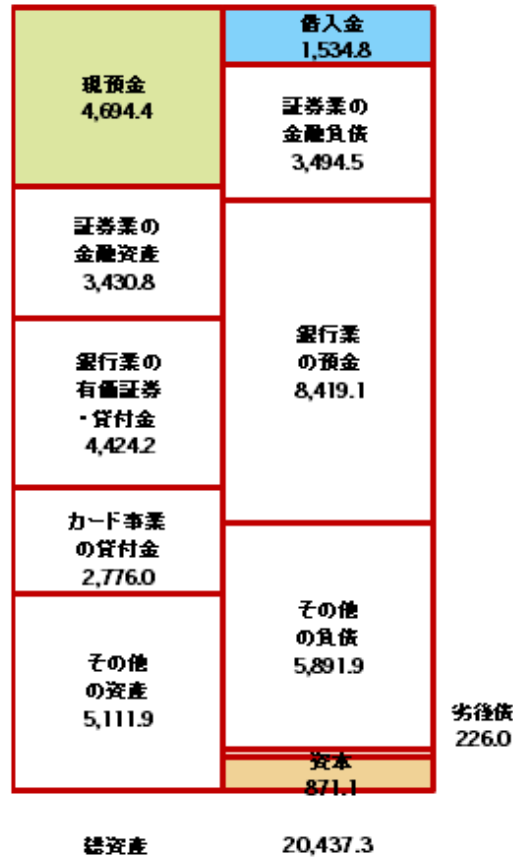 現預金
4,694.4
証券業の
金融資産
3,430.8
銀行業の
有価証券
・貸付金
4,424.2
カード事業
の貸付金
2,776.0
その他
の資産
5,111.9
借入金
1,534.8
証券業の
金融負債
3,494.5
銀行業
の預金
8,419.1
その他
の負債
5,891.9
劣後債
226.0
資本
871.1
総資産 20,437.3